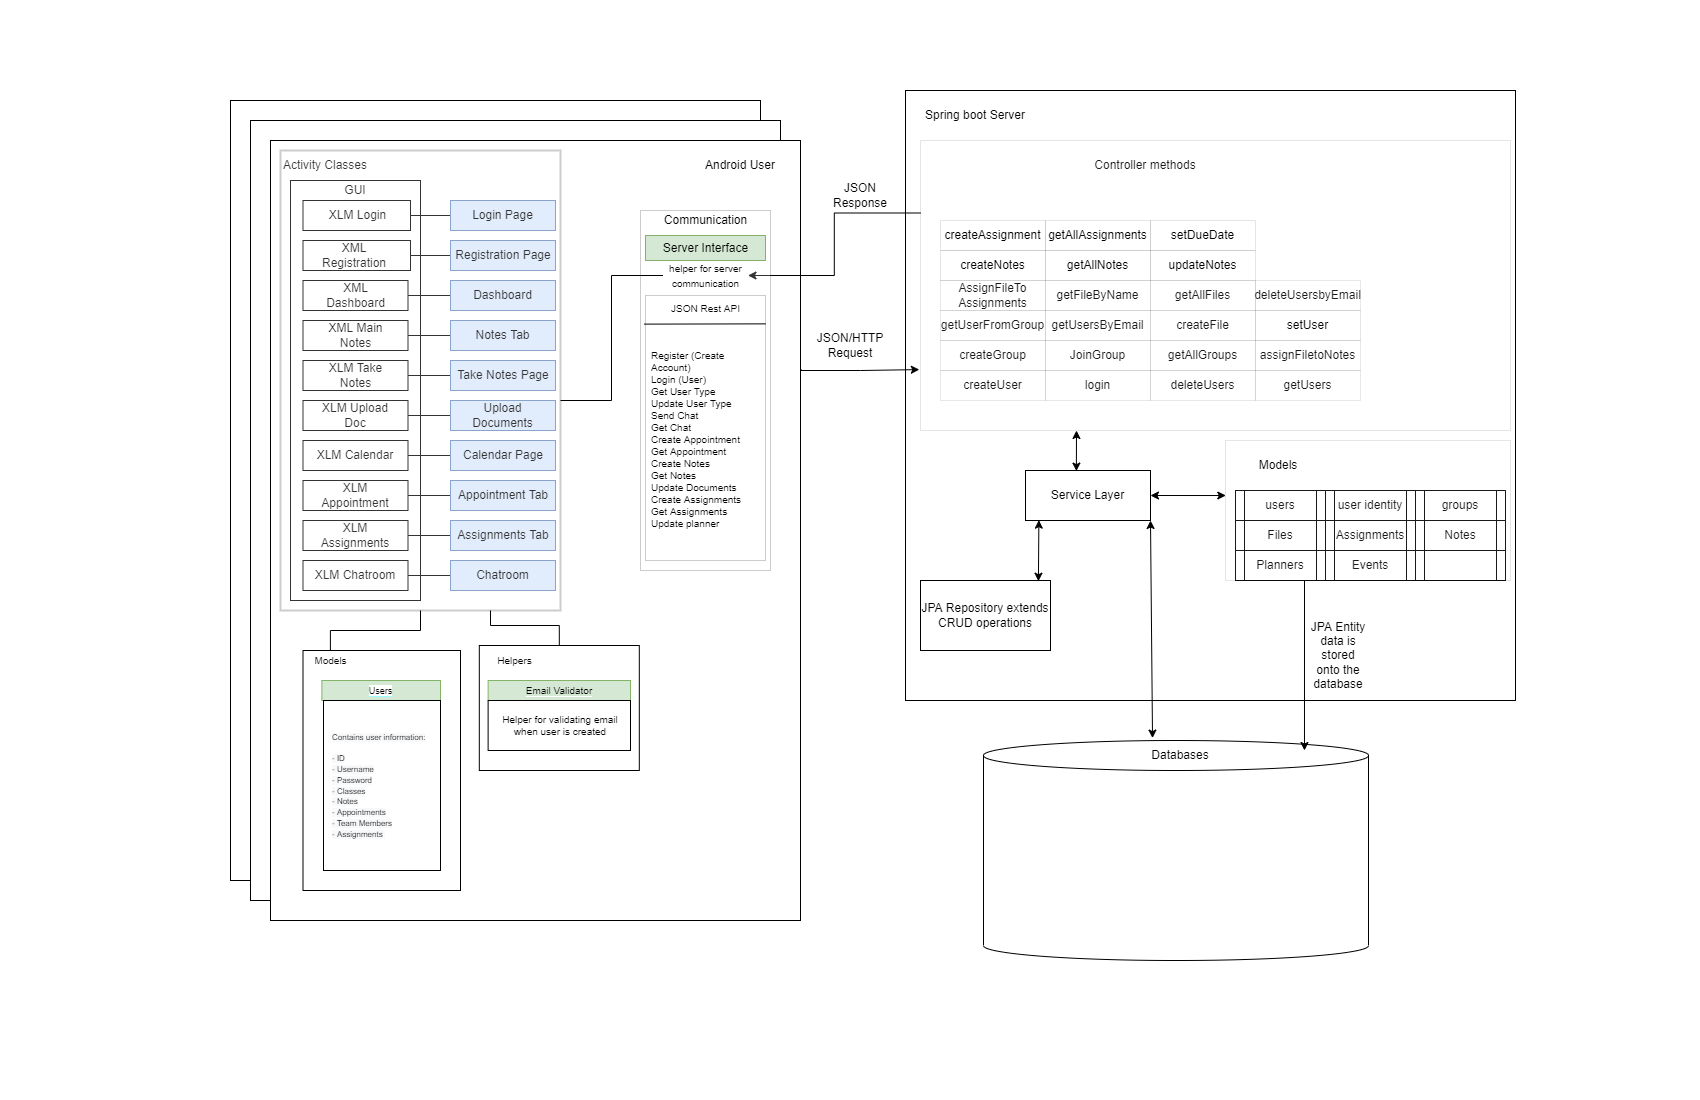 Activity Classes
Android User
GUI
XLM Login
Login Page
XML
Registration
Registration Page
XML
Dashboard
Dashboard
XML Main
Notes
Notes Tab
XLM Take
Notes
Take Notes Page
XLM Upload
Doc
Upload
Documents
XLM Calendar
Calendar Page
XLM
Appointment
Appointment Tab
XLM
Assignments
Assignments Tab
XLM Chatroom
Chatroom
Communication
Server Interface
helper for server
communication
JSON Rest API
Register (Create
Account)
Login (User)
Get User Type
Update User Type
Send Chat
Get Chat
Create Appointment
Get Appointment
Create Notes
Get Notes
Update Documents
Create Assignments
Get Assignments
Update planner
Models
Users
Contains user information:
- ID
- Username
- Password
- Classes
- Notes
- Appointments
- Team Members
- Assignments
Helpers
Email Validator
Helper for validating email
when user is created
JSON
Response
JSON/HTTP
Request
Spring boot Server
Controller methods
createAssignment getAllAssignments setDueDate
createNotes getAllNotes updateNotes
AssignFileTo
Assignments
getFileByName getAllFiles deleteUsersbyEmail
getUserFromGroup getUsersByEmail createFile setUser
createGroup JoinGroup getAllGroups assignFiletoNotes
createUser login deleteUsers getUsers
Service Layer
Models
users user identity groups
Files Assignments Notes
Planners Events
JPA Repository extends
CRUD operations
JPA Entity
data is
stored
onto the
database
Databases